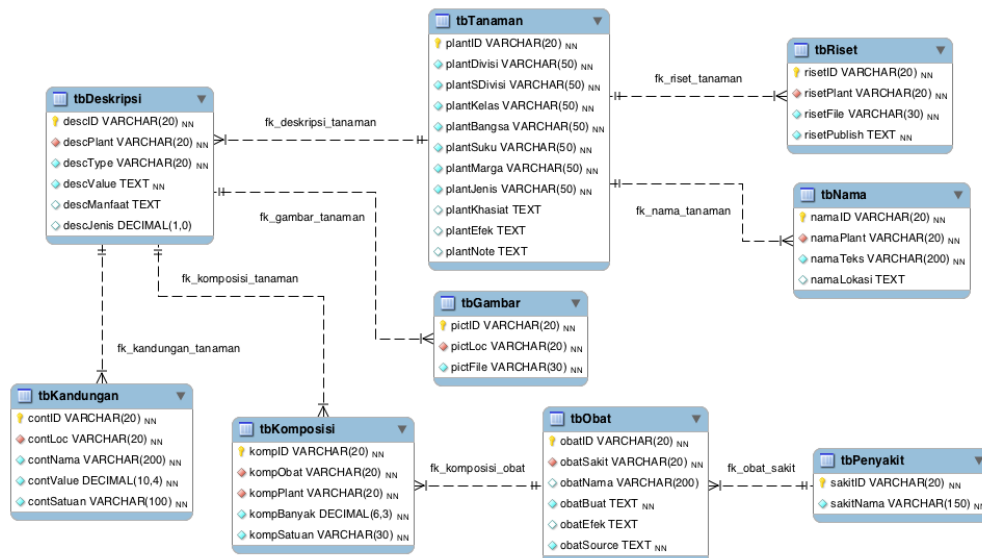 tbTanaman
plantID VARCHAR(20) NN
plantDivisi VARCHAR(50) NN
plantSDivisi VARCHAR(50) NN
plantKelas VARCHAR(50) NN
plantBangsa VARCHAR(50) NN
plantSuku VARCHAR(50) NN
plantMarga VARCHAR(50) NN
plantJenis VARCHAR(50) NN
plantKhasiat TEXT
plantEfek TEXT
plantNote TEXT
tbRiset
risetID VARCHAR(20) NN
risetPlant VARCHAR(20) NN
risetFile VARCHAR(30) NN
risetPublish TEXT NN
fk_riset_tanaman
tbDeskripsi
descID VARCHAR(20) NN
descPlant VARCHAR(20) NN
descType VARCHAR(20) NN
descValue TEXT NN
descManfaat TEXT
descJenis DECIMAL(1,0)
fk_deskripsi_tanaman
tbNama
namaID VARCHAR(20) NN
namaPlant VARCHAR(20) NN
namaTeks VARCHAR(200) NN
namaLokasi TEXT
fk_nama_tanaman
fk_gambar_tanaman
fk_komposisi_tanaman
tbGambar
pictID VARCHAR(20) NN
pictLoc VARCHAR(20) NN
pictFile VARCHAR(30) NN
fk_kandungan_tanaman
tbKandungan
contID VARCHAR(20) NN
contLoc VARCHAR(20) NN
contNama VARCHAR(200) NN
contValue DECIMAL(10,4) NN
contSatuan VARCHAR(100) NN
tbKomposisi
kompID VARCHAR(20) NN
kompObat VARCHAR(20) NN
kompPlant VARCHAR(20) NN
kompBanyak DECIMAL(6,3) NN
kompSatuan VARCHAR(30) NN
fk_komposisi_obat
tbObat
obatID VARCHAR(20) NN
obatSakit VARCHAR(20) NN
obatNama VARCHAR(200)
obatBuat TEXT NN
obatEfek TEXT
obatSource TEXT NN
fk_obat_sakit
tbPenyakit
sakitID VARCHAR(20) NN
sakitNama VARCHAR(150) NN